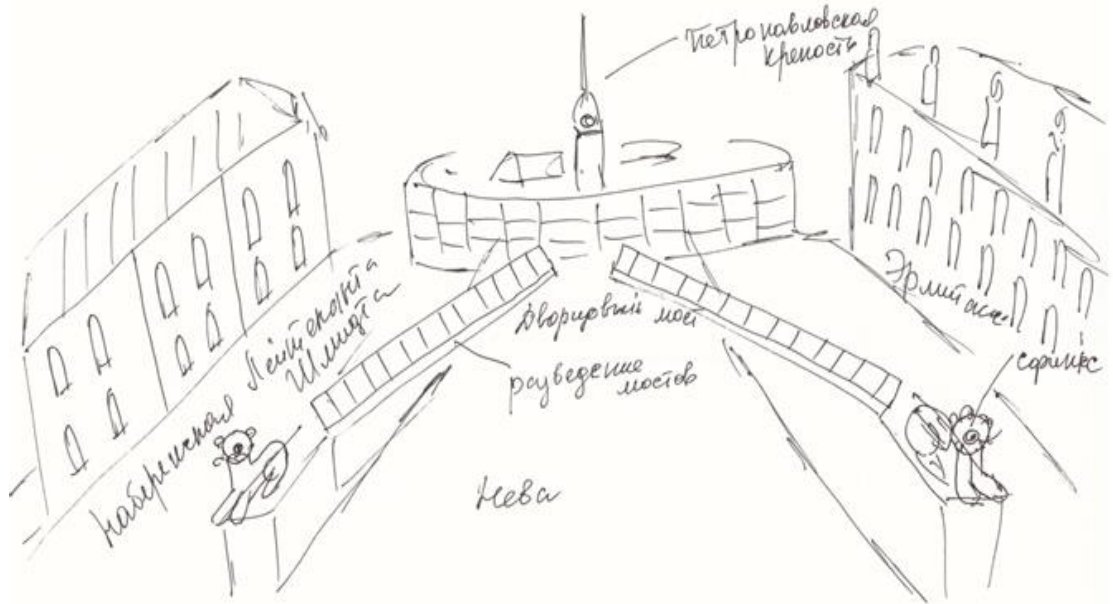 Петропавловская
крепость
Набережная Лейтенанта
Шмидта
Дворцовый мост
разведение
мостов
Эрмитаж
сфинкс
Нева